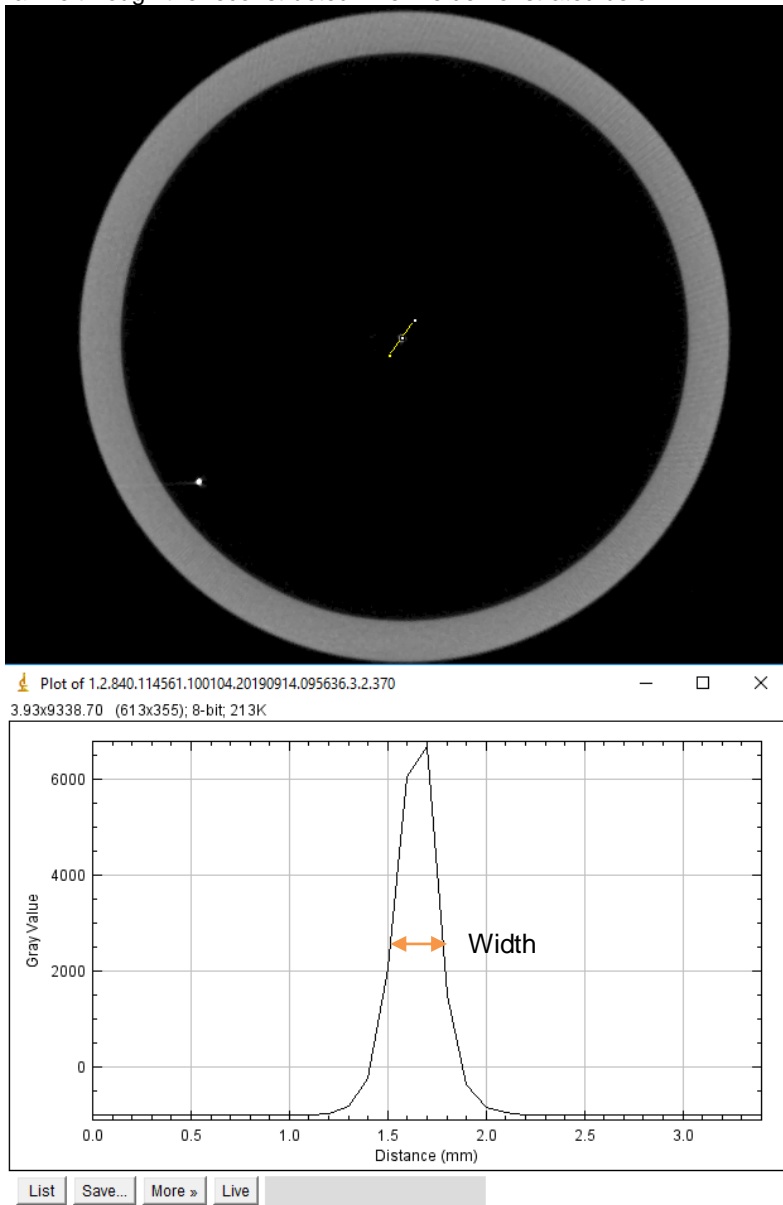 Plot of 1.2.840.114561.100104.20190914.095636.3.2.370
3.93x9338.70 (613x355); 8-bit; 213K
6000
4000
2000
0
Gray Value
Width
0.0 0.5 1.0 1.5 2.0 2.5 3.0
Distance (mm)
List Save... More » Live